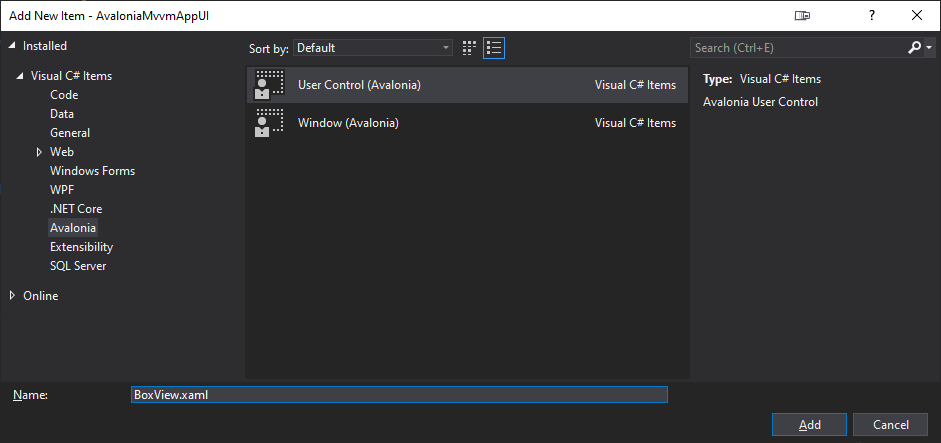 Add New Item - AvaloniaMvvmAppUI
?
Installed
Sort by: Default
Search (Ctrl+E)
Visual C# Items
Code
Data
General
Web
Windows Forms
WPF
.NET Core
Avalonia
Extensibility
SQL Server
Online
User Control (Avalonia) Visual C# Items
Window (Avalonia) Visual C# Items
Type: Visual C# Items
Avalonia User Control
Name: BoxView.xaml
Add Cancel